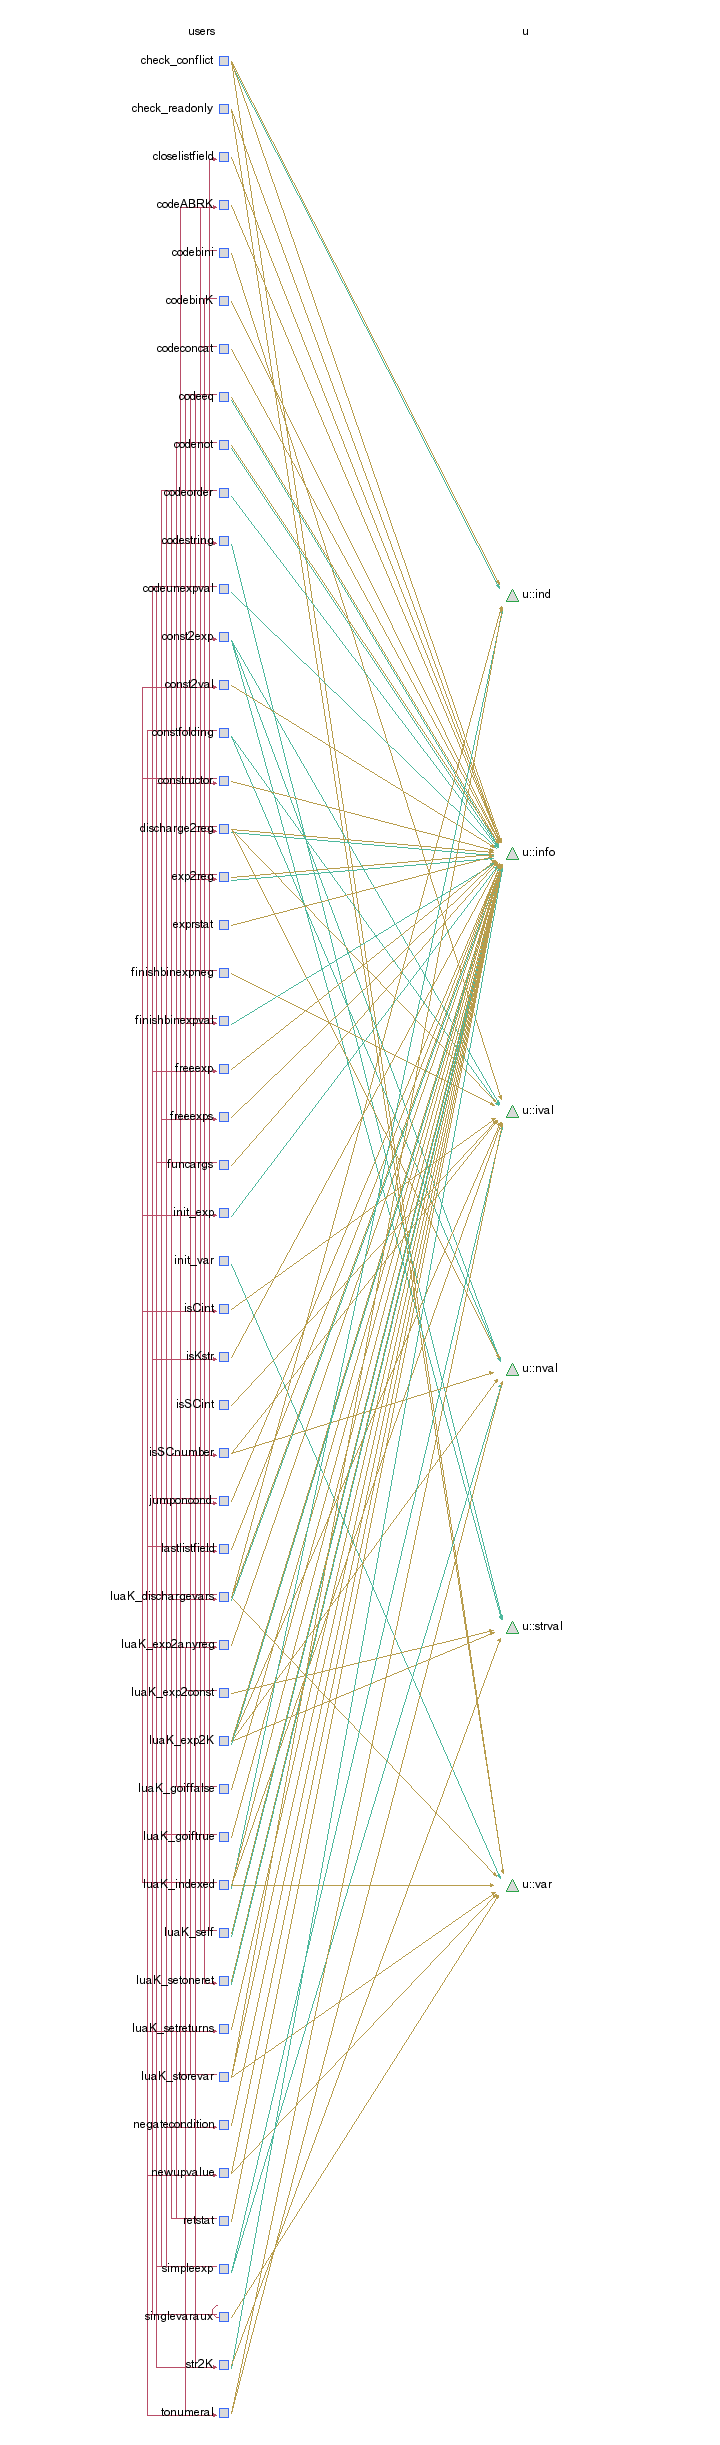 users
u
check_conflict
check_readonly
closelistfield
codeABRK
codebini
codebinK
codeconcat
codeeq
codenot
codeorder
codestring
codeunexpval
u::ind
const2exp
const2val
constfolding
constructor
discharge2reg
u::info
exp2reg
exprstat
finishbinexpneg
finishbinexpval
freeexp
freeexps
u::ival
funcargs
init_exp
init_var
isCint
isKstr
u::nval
isSCint
isSCnumber
jumponcond
lastlistfield
luaK_dischargevars
u::strval
luaK_exp2anyreg
luaK_exp2const
luaK_exp2K
luaK_goiffalse
luaK_goiftrue
luaK_indexed
u::var
luaK_self
luaK_setoneret
luaK_setreturns
luaK_storevar
negatecondition
newupvalue
retstat
simpleexp
singlevaraux
str2K
tonumeral